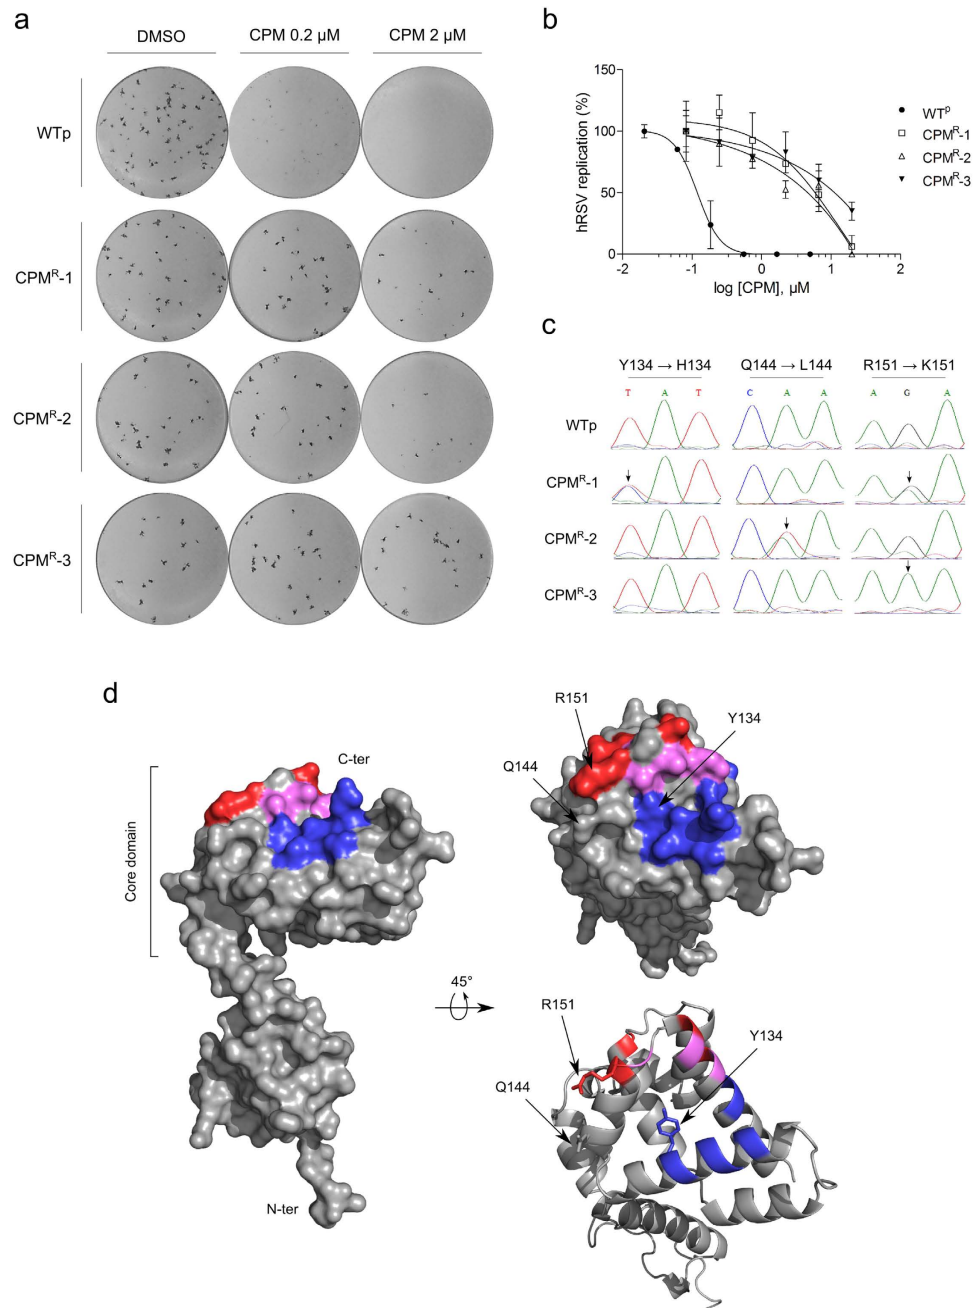 a
DMSO CPM 0.2 µM CPM 2 µM
WTp
CPMᴿ-1
CPMᴿ-2
CPMᴿ-3
b
150
100
50
0
-2 -1 0 1 2
hRSV replication (%)
log [CPM], µM
WTᵖ
CPMᴿ-1
CPMᴿ-2
CPMᴿ-3
c
Y134 → H134 Q144 → L144 R151 → K151
T A T C A A A G A
WTp
CPMᴿ-1
CPMᴿ-2
CPMᴿ-3
d
Core domain
C-ter
N-ter
45°
R151
Y134
Q144
R151
Y134
Q144